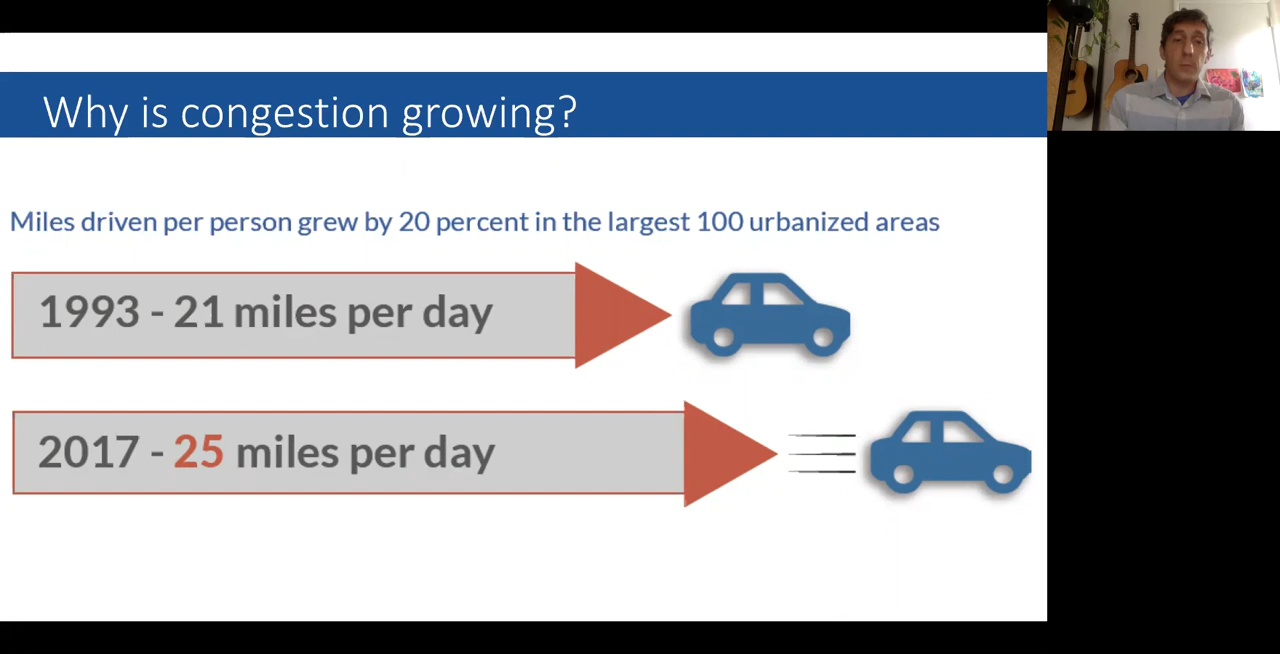 Why is congestion growing?
Miles driven per person grew by 20 percent in the largest 100 urbanized areas
1993 - 21 miles per day
2017 - 25 miles per day